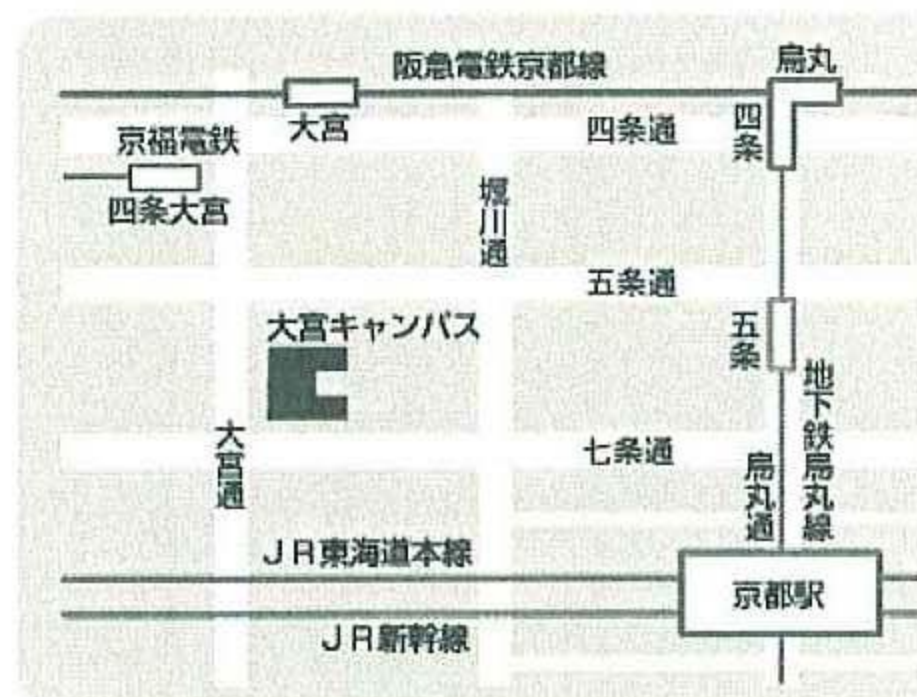 烏丸
阪急電鉄京都線
大宮
四条通
四条
京福電鉄
四条大宮
堀川通
五条通
五条
大宮キャンパス
地下鉄烏丸線
大宮通
七条通
烏丸通
JR東海道本線
京都駅
JR新幹線